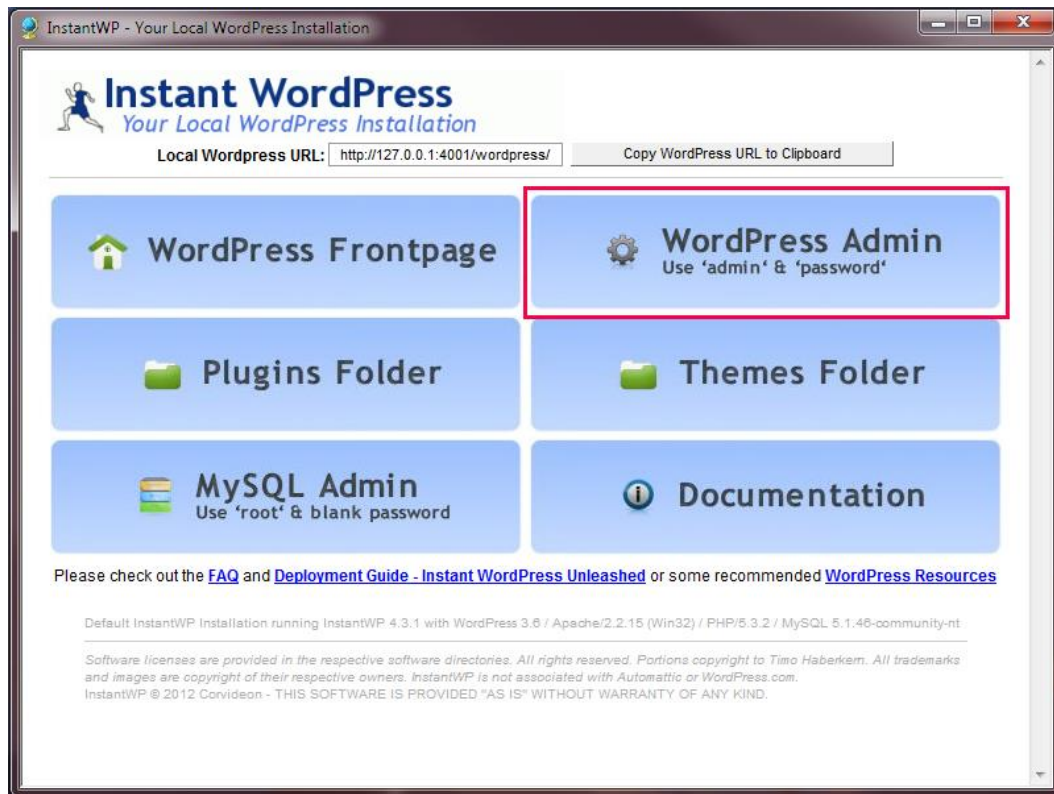 InstantWP - Your Local WordPress Installation
Instant WordPress
Your Local WordPress Installation
Local Wordpress URL: http://127.0.0.1:4001/wordpress/ Copy WordPress URL to Clipboard
WordPress Frontpage
WordPress Admin
Use ‘admin‘ & ‘password‘
Plugins Folder
Themes Folder
MySQL Admin
Use ‘root‘ & blank password
Documentation
Please check out the FAQ and Deployment Guide - Instant WordPress Unleashed or some recommended WordPress Resources
Default InstantWP Installation running InstantWP 4.3.1 with WordPress 3.6 / Apache/2.2.15 (Win32) / PHP/5.3.2 / MySQL 5.1.46-community-nt
Software licenses are provided in the respective software directories. All rights reserved. Portions copyright to Timo Haberkern. All trademarks
and images are copyright of their respective owners. InstantWP is not associated with Automattic or WordPress.com.
InstantWP © 2012 Corvideon - THIS SOFTWARE IS PROVIDED "AS IS" WITHOUT WARRANTY OF ANY KIND.